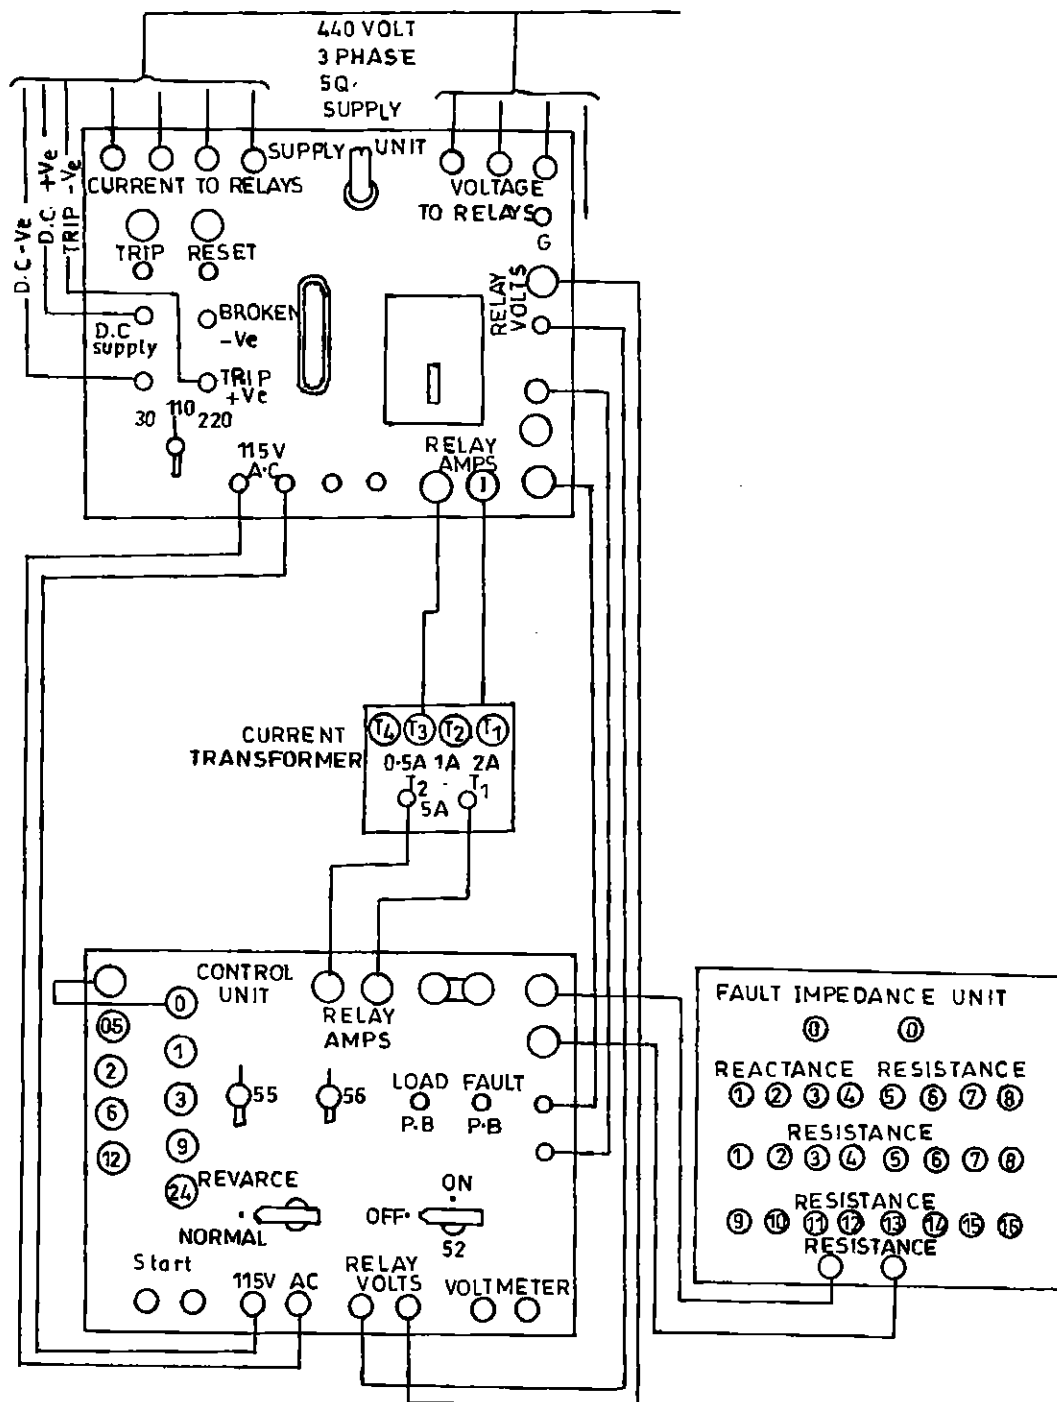 440 VOLT
3 PHASE
SQ.
SUPPLY
D.C-Ve
D.C. +Ve
TRIP -Ve
SUPPLY UNIT
CURRENT TO RELAYS
VOLTAGE
TO RELAYS
G
TRIP RESET
RELAY
VOLTS
BROKEN
-Ve
D.C
supply
TRIP
+Ve
30 110 220
115V
A.C
RELAY
AMPS
I
CURRENT
TRANSFORMER
T4 T3 T2 T1
0.5A 1A 2A
T2 T1
5A
CONTROL
UNIT
RELAY
AMPS
0
05
1
2
3
6
9
12
24
55
56
LOAD FAULT
P.B P.B
REVARCE
NORMAL
ON
OFF
52
Start
115V AC
RELAY
VOLTS
VOLTMETER
FAULT IMPEDANCE UNIT
0 0
REACTANCE RESISTANCE
1 2 3 4 5 6 7 8
RESISTANCE
1 2 3 4 5 6 7 8
RESISTANCE
9 10 11 12 13 14 15 16
RESISTANCE